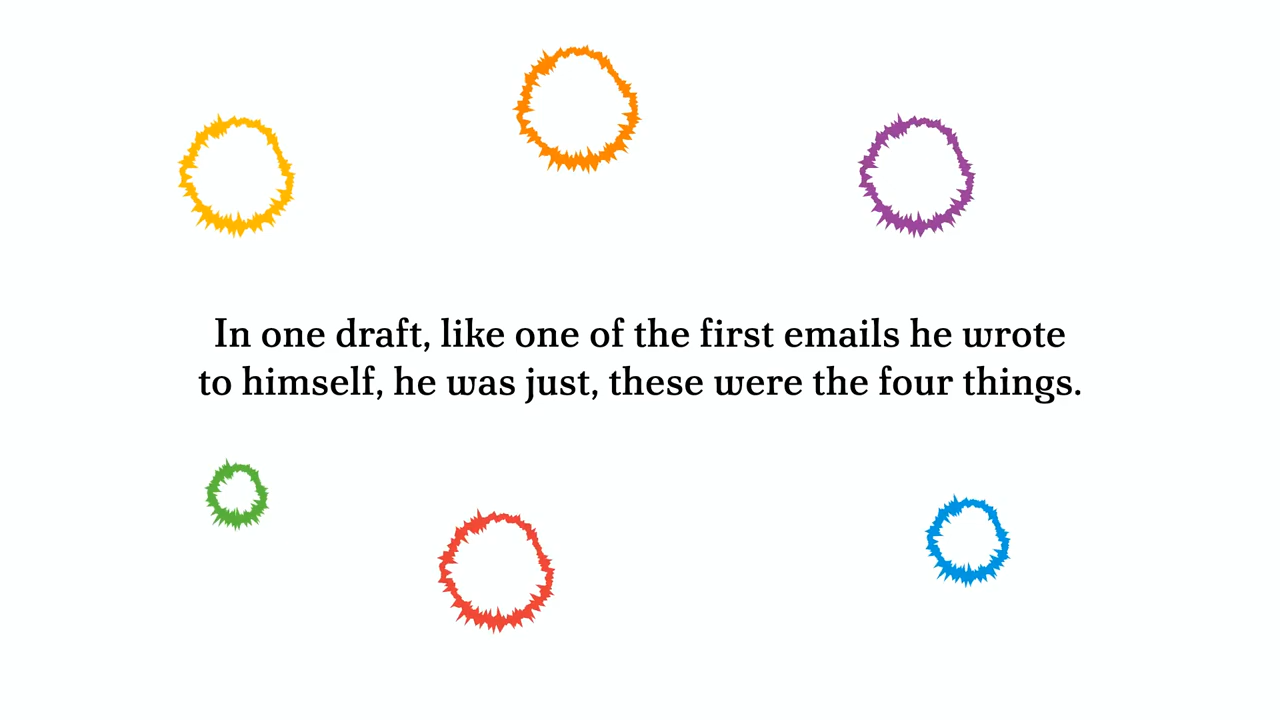 In one draft, like one of the first emails he wrote
to himself, he was just, these were the four things.